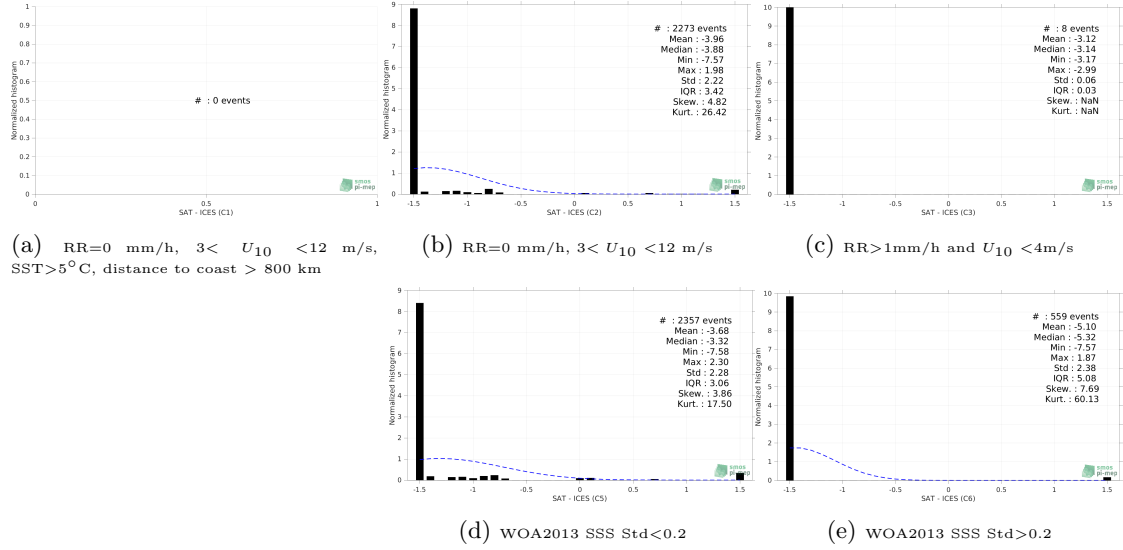 1
0.9
0.8
0.7
0.6
0.5
0.4
0.3
0.2
0.1
0
Normalized histogram
# : 0 events
0 0.5 1
SAT - ICES (C1)
smos
pi-mep
(a) RR=0 mm/h, 3< U10 <12 m/s,
SST>5°C, distance to coast > 800 km
9
8
7
6
5
4
3
2
1
0
Normalized histogram
# : 2273 events
Mean : -3.96
Median : -3.88
Min : -7.57
Max : 1.98
Std : 2.22
IQR : 3.42
Skew. : 4.82
Kurt. : 26.42
smos
pi-mep
-1.5 -1 -0.5 0 0.5 1 1.5
SAT - ICES (C2)
(b) RR=0 mm/h, 3< U10 <12 m/s
10
9
8
7
6
5
4
3
2
1
0
Normalized histogram
# : 8 events
Mean : -3.12
Median : -3.14
Min : -3.17
Max : -2.99
Std : 0.06
IQR : 0.03
Skew. : NaN
Kurt. : NaN
smos
pi-mep
-1.5 -1 -0.5 0 0.5 1 1.5
SAT - ICES (C3)
(c) RR>1mm/h and U10 <4m/s
9
8
7
6
5
4
3
2
1
0
Normalized histogram
# : 2357 events
Mean : -3.68
Median : -3.32
Min : -7.58
Max : 2.30
Std : 2.28
IQR : 3.06
Skew. : 3.86
Kurt. : 17.50
smos
pi-mep
-1.5 -1 -0.5 0 0.5 1 1.5
SAT - ICES (C5)
(d) WOA2013 SSS Std<0.2
10
9
8
7
6
5
4
3
2
1
0
Normalized histogram
# : 559 events
Mean : -5.10
Median : -5.32
Min : -7.57
Max : 1.87
Std : 2.38
IQR : 5.08
Skew. : 7.69
Kurt. : 60.13
smos
pi-mep
-1.5 -1 -0.5 0 0.5 1 1.5
SAT - ICES (C6)
(e) WOA2013 SSS Std>0.2